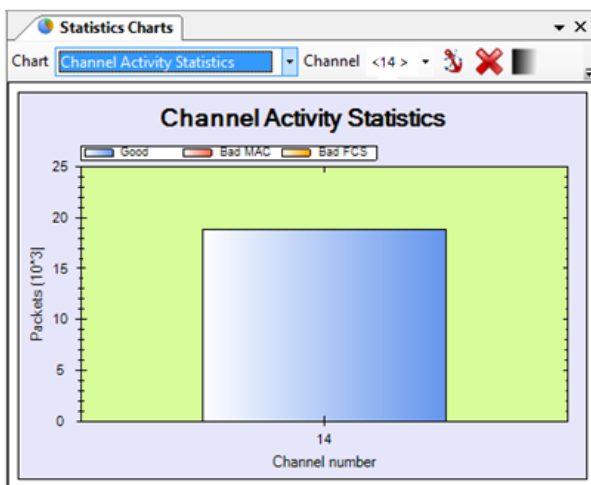 Statistics Charts
Chart Channel Activity Statistics Channel <14 >
Channel Activity Statistics
Good Bad MAC Bad FCS
25
20
15
10
5
0
Packets (10^3]
14
Channel number